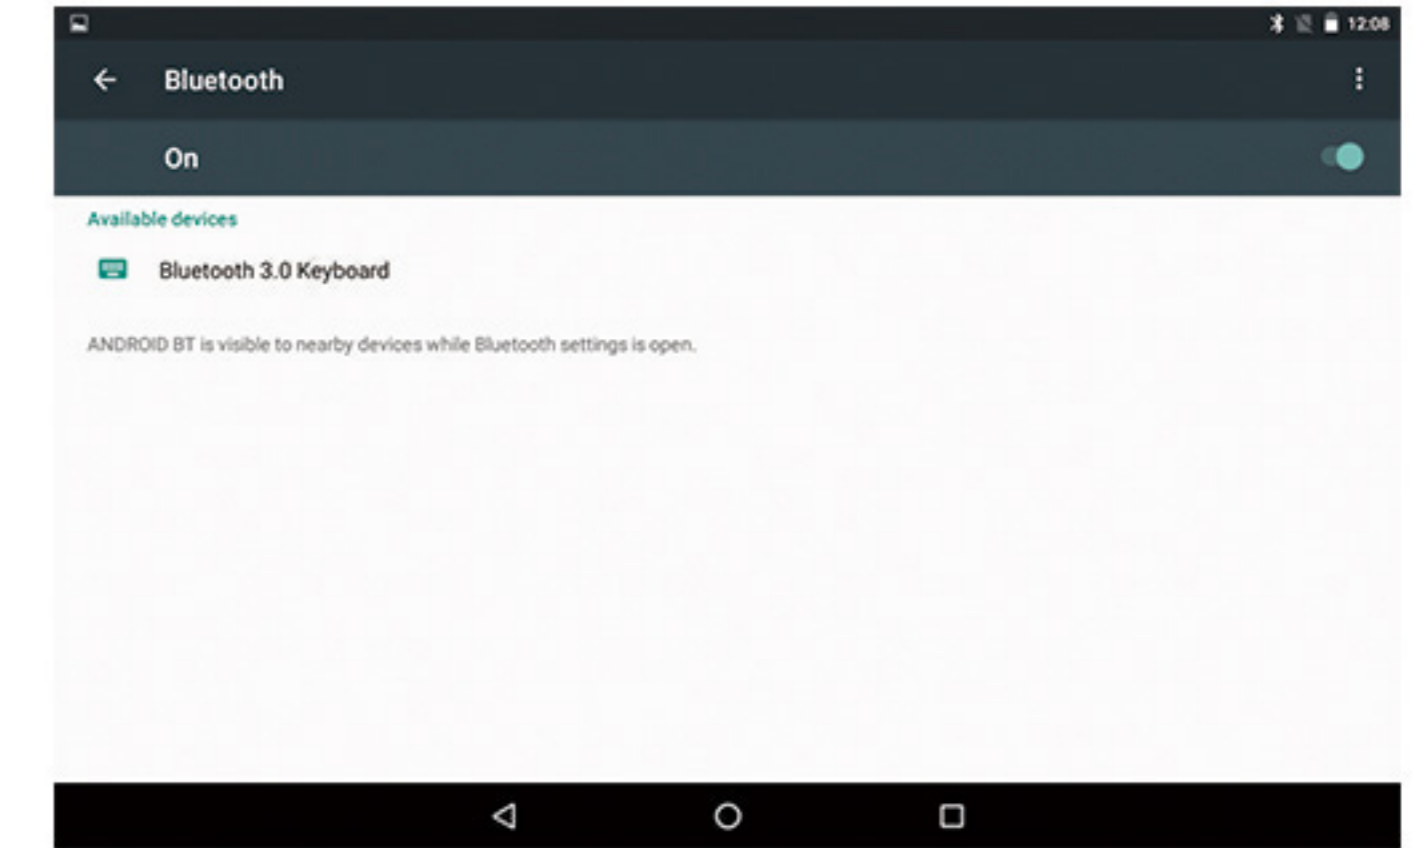 12:08
Bluetooth
On
Available devices
Bluetooth 3.0 Keyboard
ANDROID BT is visible to nearby devices while Bluetooth settings is open.